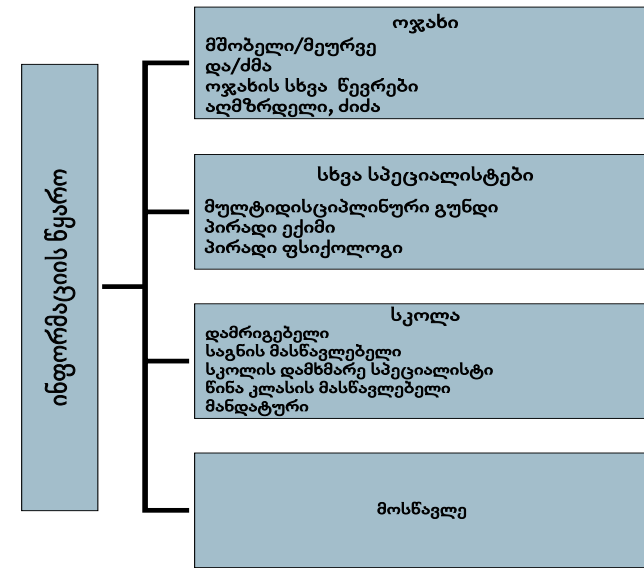 ინფორმაციის წყარო
ოჯახი
მშობელი/მეურვე
და/ძმა
ოჯახის სხვა წევრები
აღმზრდელი, ძიძა
სხვა სპეციალისტები
მულტიდისციპლინური გუნდი
პირადი ექიმი
პირადი ფსიქოლოგი
სკოლა
დამრიგებელი
საგნის მასწავლებელი
სკოლის დამხმარე სპეციალისტი
წინა კლასის მასწავლებელი
მანდატური
მოსწავლე